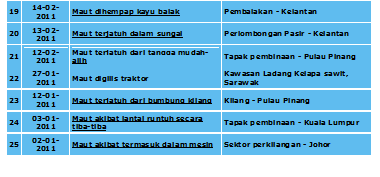 19 14-02-2011 Maut dihempap kayu balak Pembalakan - Kelantan
20 13-02-2011 Maut terjatuh dalam sungai Perlombongan Pasir - Kelantan
21 12-02-2011 Maut terjatuh dari tangga mudah-alih Tapak pembinaan - Pulau Pinang
22 27-01-2011 Maut digilis traktor Kawasan Ladang Kelapa sawit, Sarawak
23 12-01-2011 Maut terjatuh dari bumbung kilang Kilang - Pulau Pinang
24 03-01-2011 Maut akibat lantai runtuh secara tiba-tiba Tapak pembinaan - Kuala Lumpur
25 02-01-2011 Maut akibat termasuk dalam mesin Sektor perkilangan - Johor